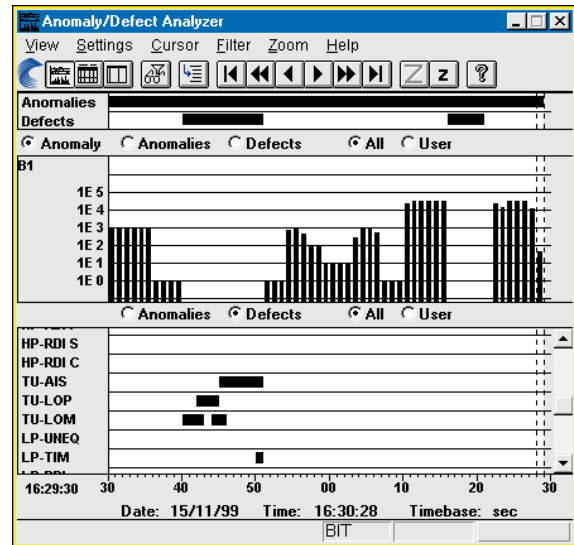 Anomaly/Defect Analyzer
View Settings Cursor Filter Zoom Help
Z z ?
Anomalies
Defects
Anomaly Anomalies Defects All User
B1
1E 5
1E 4
1E 3
1E 2
1E 1
1E 0
Anomalies Defects All User
HP-RDI S
HP-RDI C
TU-AIS
TU-LOP
TU-LOM
LP-UNEQ
LP-TIM
16:29:30 30 40 50 00 10 20 30
Date: 15/11/99 Time: 16:30:28 Timebase: sec
BIT